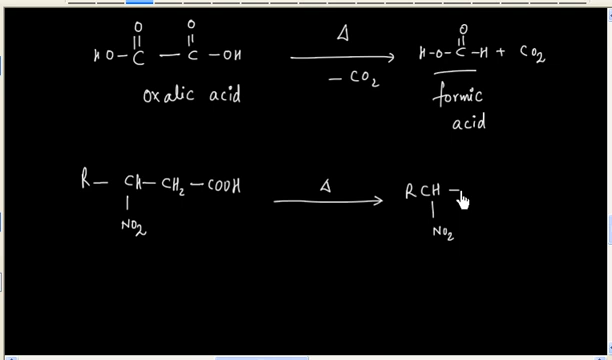 O O
|| || Δ O
HO–C — C –OH ⟶ H–O–C–H + CO2
– CO2
oxalic acid formic
acid
R – CH – CH2 – COOH Δ ⟶ RCH –
| |
NO2 NO2